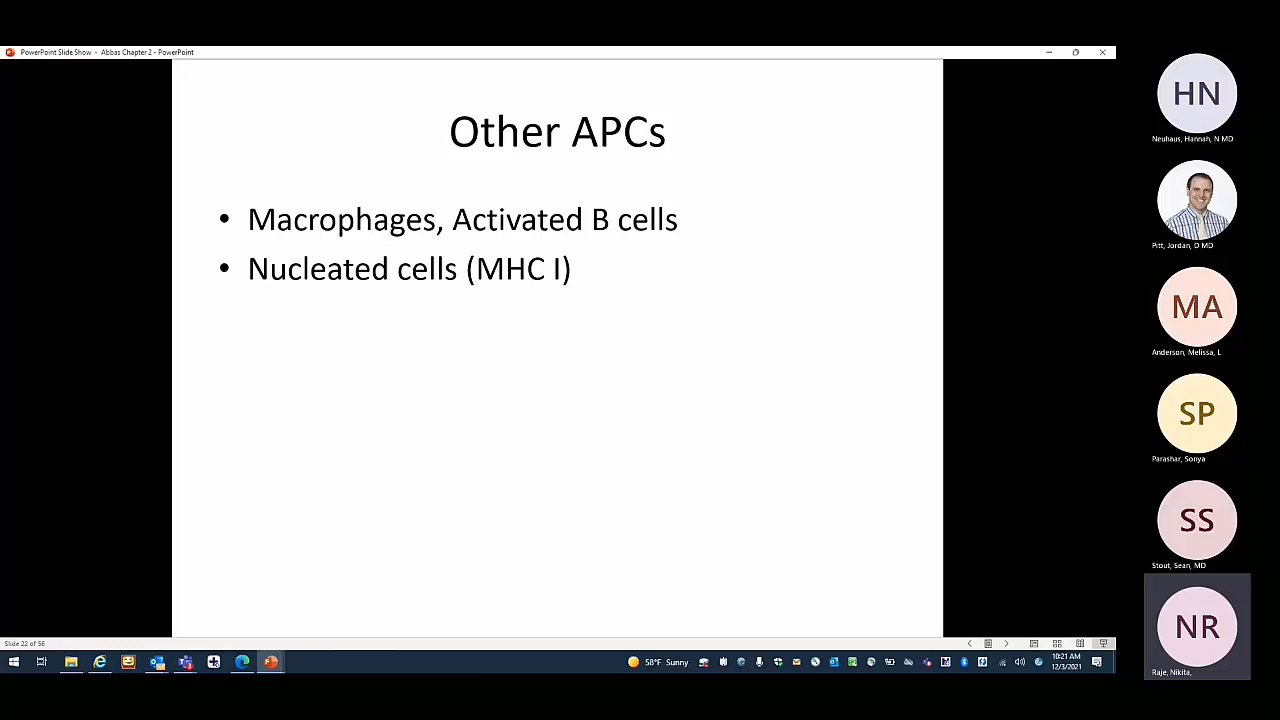 PowerPoint Slide Show - Abbas Chapter 2 - PowerPoint
Other APCs
• Macrophages, Activated B cells
• Nucleated cells (MHC I)
Slide 22 of 56
58°F Sunny
10:21 AM
12/3/2021
HN
Neuhaus, Hannah, N MD
Pitt, Jordan, D MD
MA
Anderson, Melissa, L
SP
Parashar, Sonya
SS
Stout, Sean, MD
NR
Raje, Nikita,